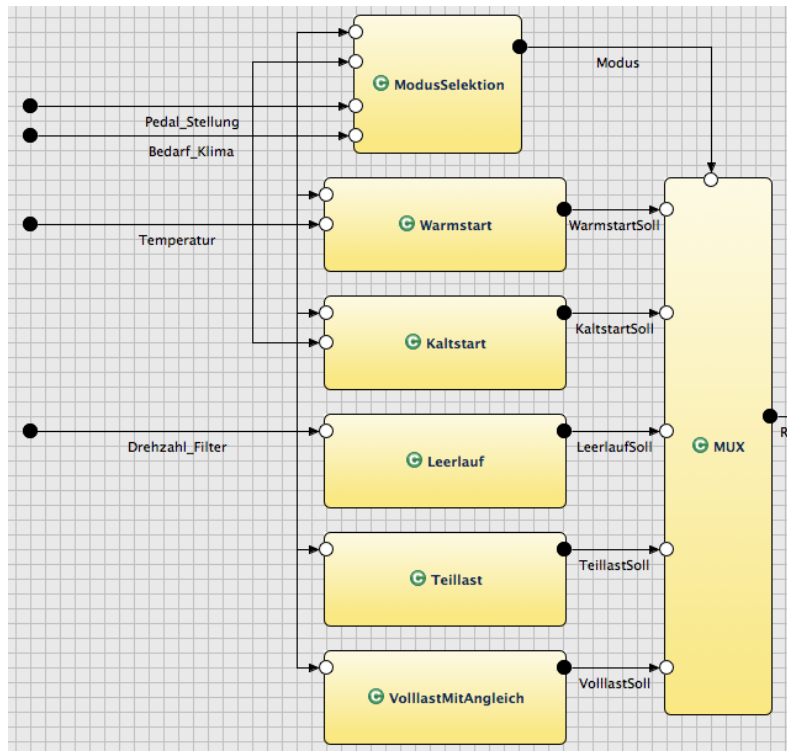 Modus
C ModusSelektion
Pedal_Stellung
Bedarf_Klima
C Warmstart
WarmstartSoll
Temperatur
C Kaltstart
KaltstartSoll
Drehzahl_Filter
C Leerlauf
LeerlaufSoll
C MUX
R
C Teillast
TeillastSoll
C VolllastMitAngleich
VolllastSoll